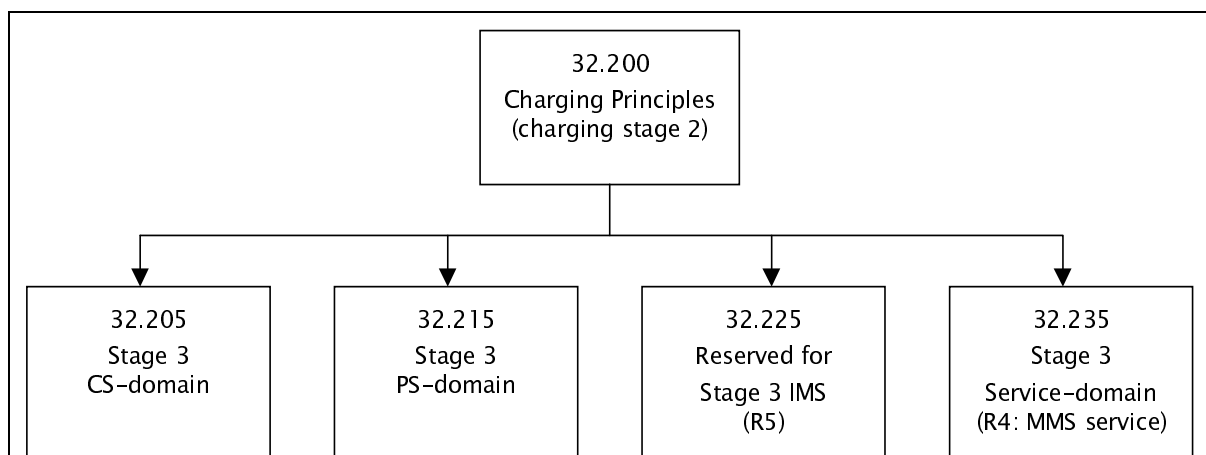 32.200
Charging Principles
(charging stage 2)
32.205
Stage 3
CS-domain
32.215
Stage 3
PS-domain
32.225
Reserved for
Stage 3 IMS
(R5)
32.235
Stage 3
Service-domain
(R4: MMS service)